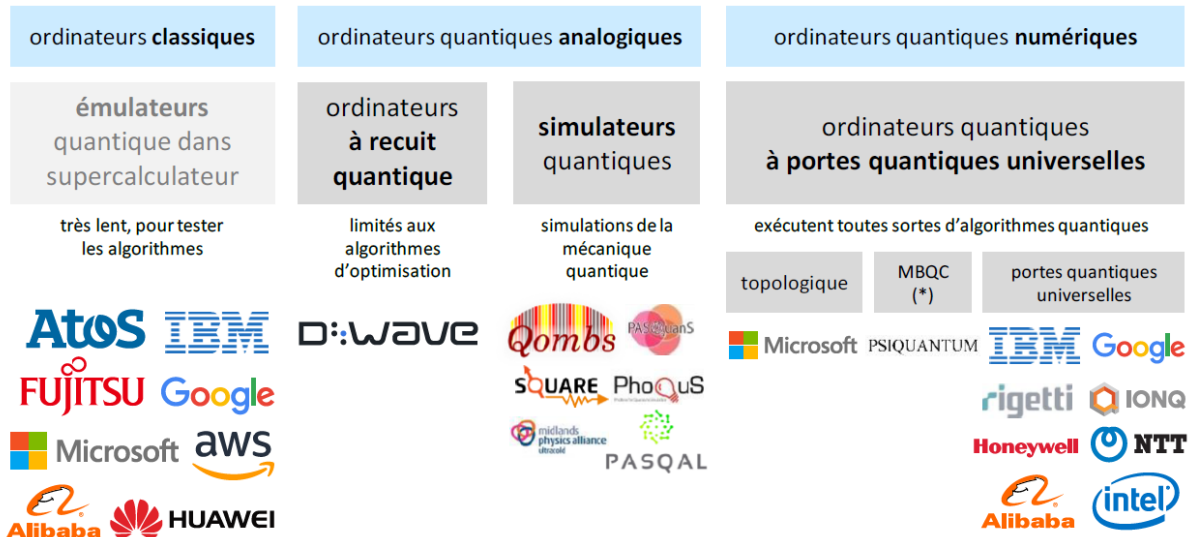 ordinateurs classiques
ordinateurs quantiques analogiques
ordinateurs quantiques numériques
émulateurs
quantique dans
supercalculateur
ordinateurs
à recuit
quantique
simulateurs
quantiques
ordinateurs quantiques
à portes quantiques universelles
très lent, pour tester
les algorithmes
limités aux
algorithmes
d'optimisation
simulations de la
mécanique
quantique
exécutent toutes sortes d'algorithmes quantiques
topologique
MBQC
(*)
portes quantiques
universelles
Atos
IBM
FUJITSU
Google
Microsoft
aws
Alibaba
HUAWEI
D:wave
Qombs
PASQuanS
SQUARE
PhoQuS
midlands
physics alliance
ultracold
PASQAL
Microsoft
PSIQUANTUM
IBM
Google
rigetti
IONQ
Honeywell
NTT
Alibaba
intel